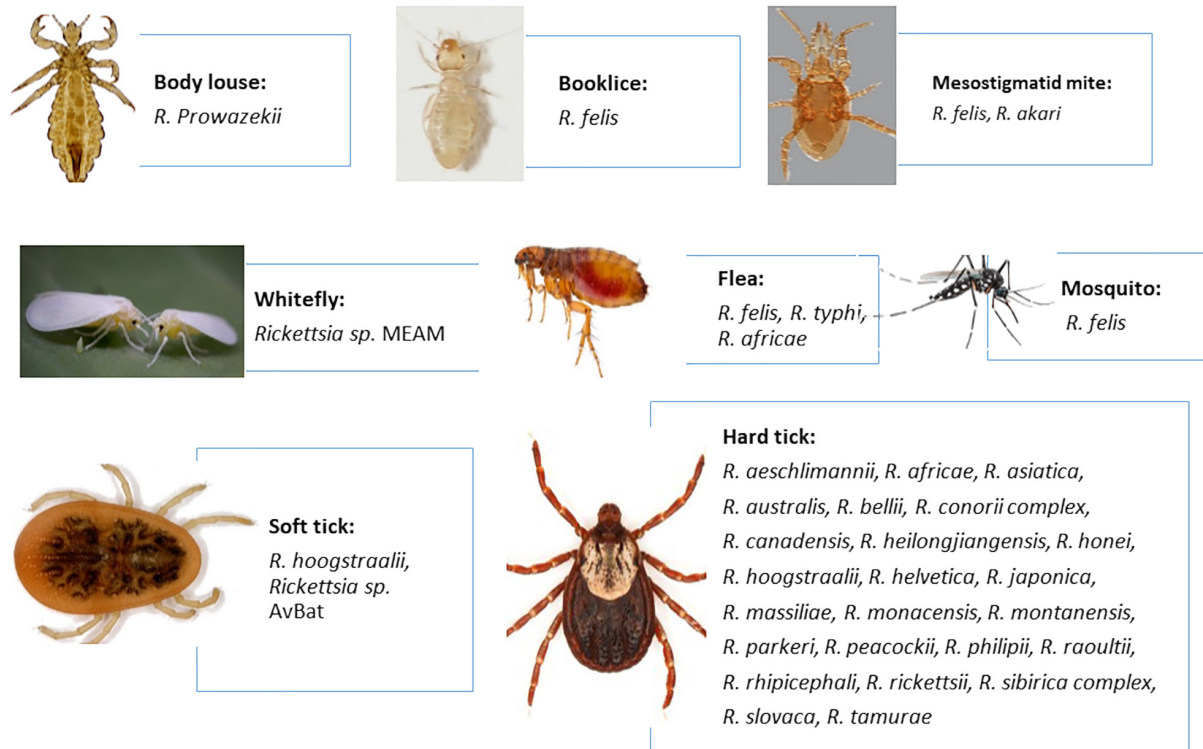 Body louse:
R. Prowazekii
Booklice:
R. felis
Mesostigmatid mite:
R. felis, R. akari
Whitefly:
Rickettsia sp. MEAM
Flea:
R. felis, R. typhi,
R. africae
Mosquito:
R. felis
Soft tick:
R. hoogstraalii,
Rickettsia sp.
AvBat
Hard tick:
R. aeschlimannii, R. africae, R. asiatica,
R. australis, R. bellii, R. conorii complex,
R. canadensis, R. heilongjiangensis, R. honei,
R. hoogstraalii, R. helvetica, R. japonica,
R. massiliae, R. monacensis, R. montanensis,
R. parkeri, R. peacockii, R. philipii, R. raoultii,
R. rhipicephali, R. rickettsii, R. sibirica complex,
R. slovaca, R. tamurae